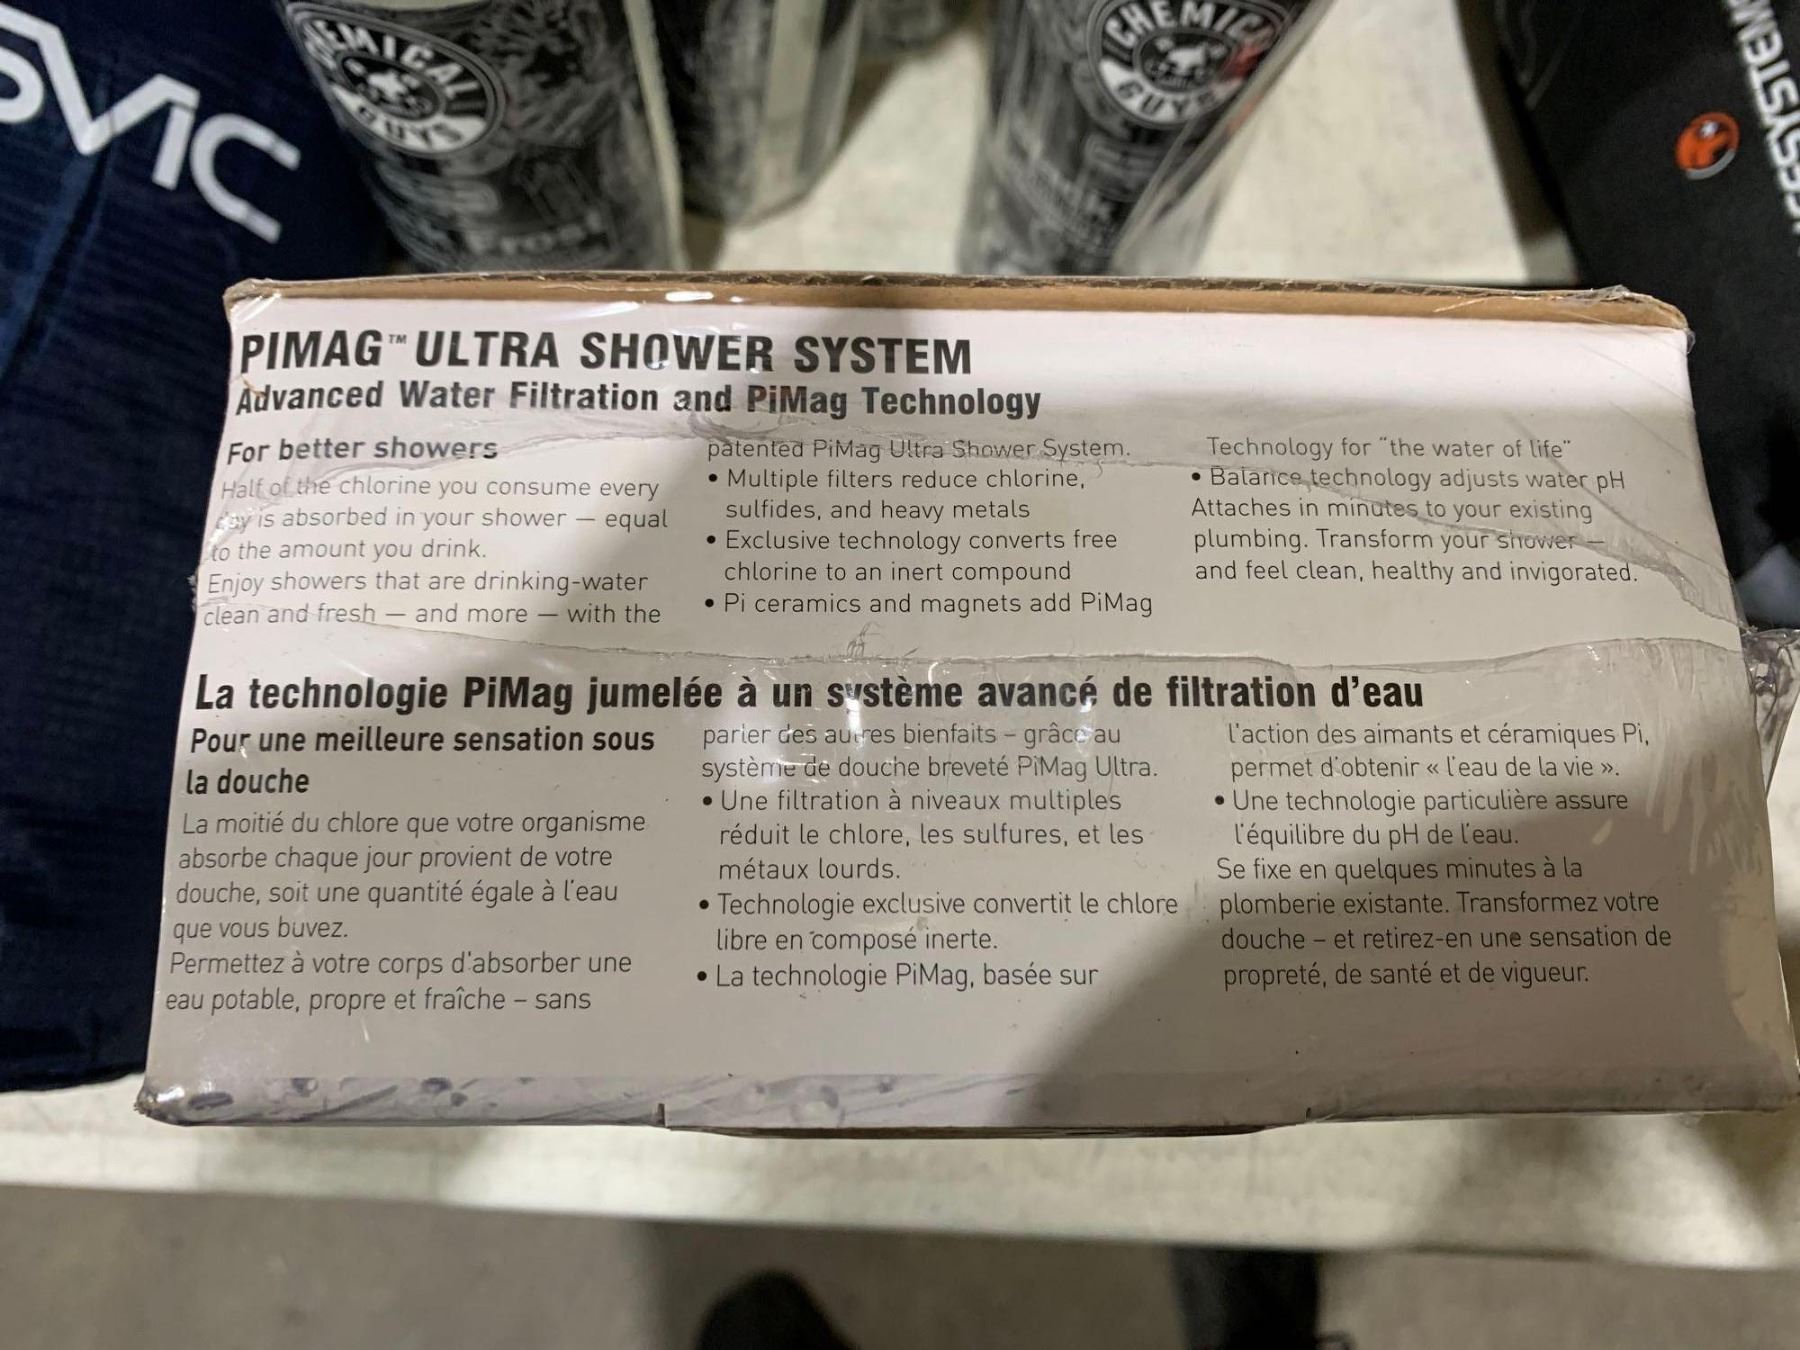 SVIC
CHEMICAL
GUYS
Frost
CHEMIC
GUYS
PIMAG™ ULTRA SHOWER SYSTEM
Advanced Water Filtration and PiMag Technology
For better showers
Half of the chlorine you consume every
day is absorbed in your shower — equal
to the amount you drink.
Enjoy showers that are drinking-water
clean and fresh — and more — with the
patented PiMag Ultra Shower System.
• Multiple filters reduce chlorine,
sulfides, and heavy metals
• Exclusive technology converts free
chlorine to an inert compound
• Pi ceramics and magnets add PiMag
Technology for "the water of life"
• Balance technology adjusts water pH
Attaches in minutes to your existing
plumbing. Transform your shower —
and feel clean, healthy and invigorated.
La technologie PiMag jumelée à un système avancé de filtration d'eau
Pour une meilleure sensation sous
la douche
La moitié du chlore que votre organisme
absorbe chaque jour provient de votre
douche, soit une quantité égale à l'eau
que vous buvez.
Permettez à votre corps d'absorber une
eau potable, propre et fraîche – sans
parler des autres bienfaits – grâce au
système de douche breveté PiMag Ultra.
• Une filtration à niveaux multiples
réduit le chlore, les sulfures, et les
métaux lourds.
• Technologie exclusive convertit le chlore
libre en composé inerte.
• La technologie PiMag, basée sur
l'action des aimants et céramiques Pi,
permet d'obtenir « l'eau de la vie ».
• Une technologie particulière assure
l'équilibre du pH de l'eau.
Se fixe en quelques minutes à la
plomberie existante. Transformez votre
douche – et retirez-en une sensation de
propreté, de santé et de vigueur.